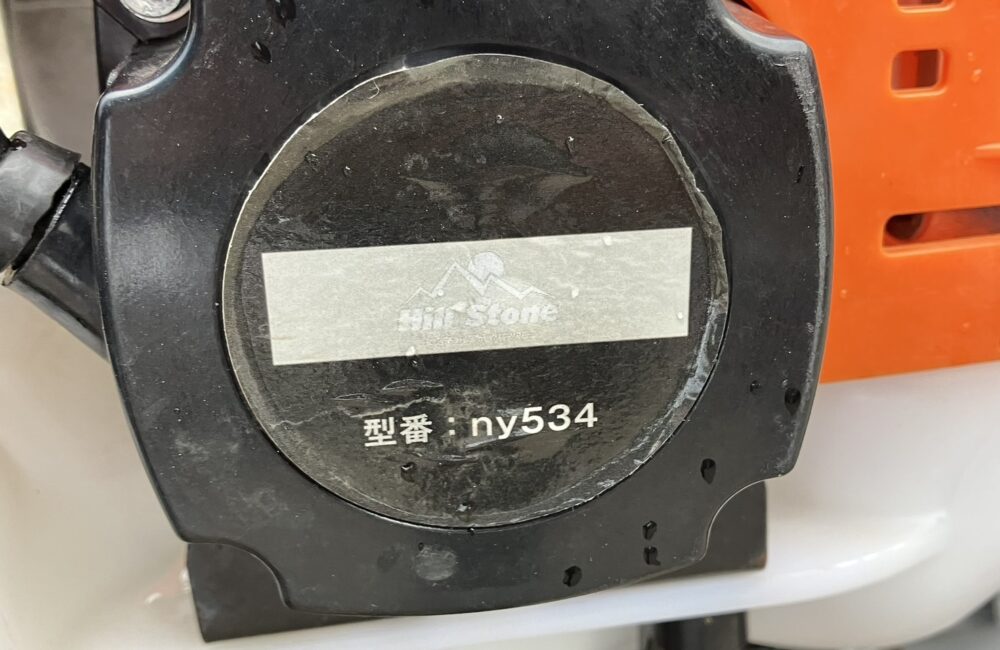 Hill Stone
型番：ny534